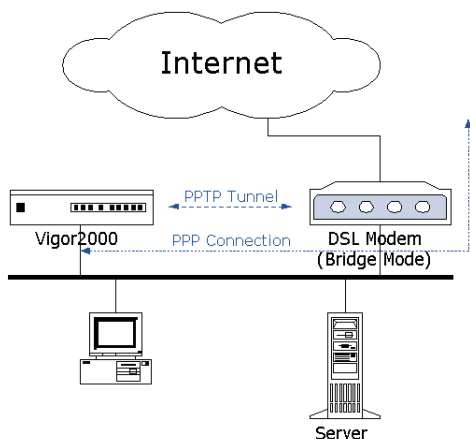 Internet
PPTP Tunnel
Vigor2000
PPP Connection
DSL Modem
(Bridge Mode)
Server